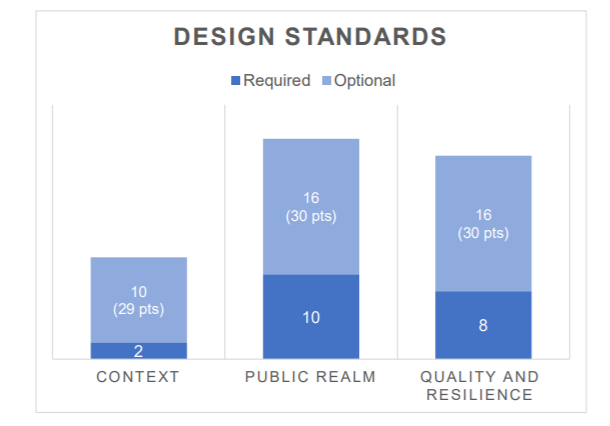 DESIGN STANDARDS
Required Optional
16
(30 pts)
16
(30 pts)
10
(29 pts)
10
8
2
CONTEXT PUBLIC REALM QUALITY AND
RESILIENCE